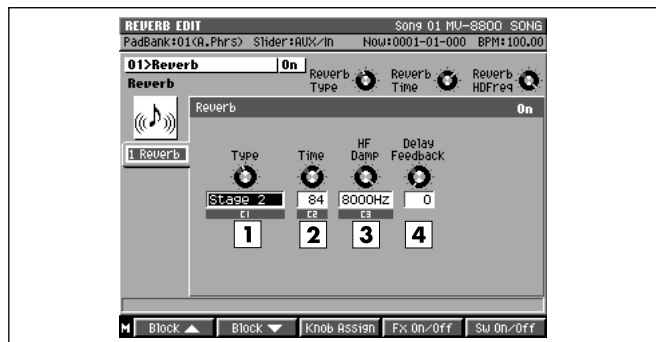 REVERB EDIT Song 01 MV-8800 SONG
PadBank:01(A.Phrs) Slider:AUX/In Now:0001-01-000 BPM:100.00
01>Reverb On
Reverb
Reverb Type
Reverb Time
Reverb HDFreq
Reverb On
1 Reverb
Type
Time
HF Damp
Delay Feedback
Stage 2 84 8000Hz 0
C1 C2 C3
1 2 3 4
M Block ▲ Block ▼ Knob Assign Fx On/Off Sw On/Off